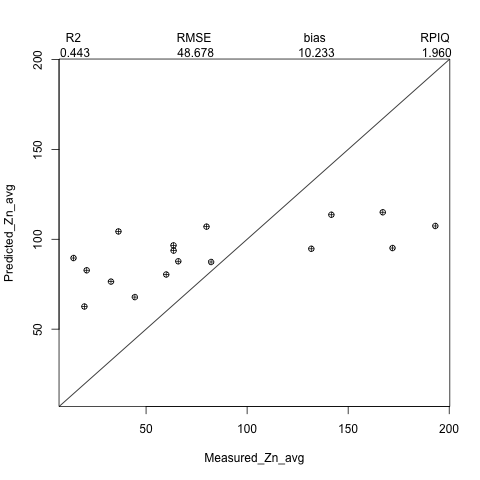 R2 RMSE bias RPIQ
0.443 48.678 10.233 1.960
200
150
100
50
Predicted_Zn_avg
50 100 150 200
Measured_Zn_avg